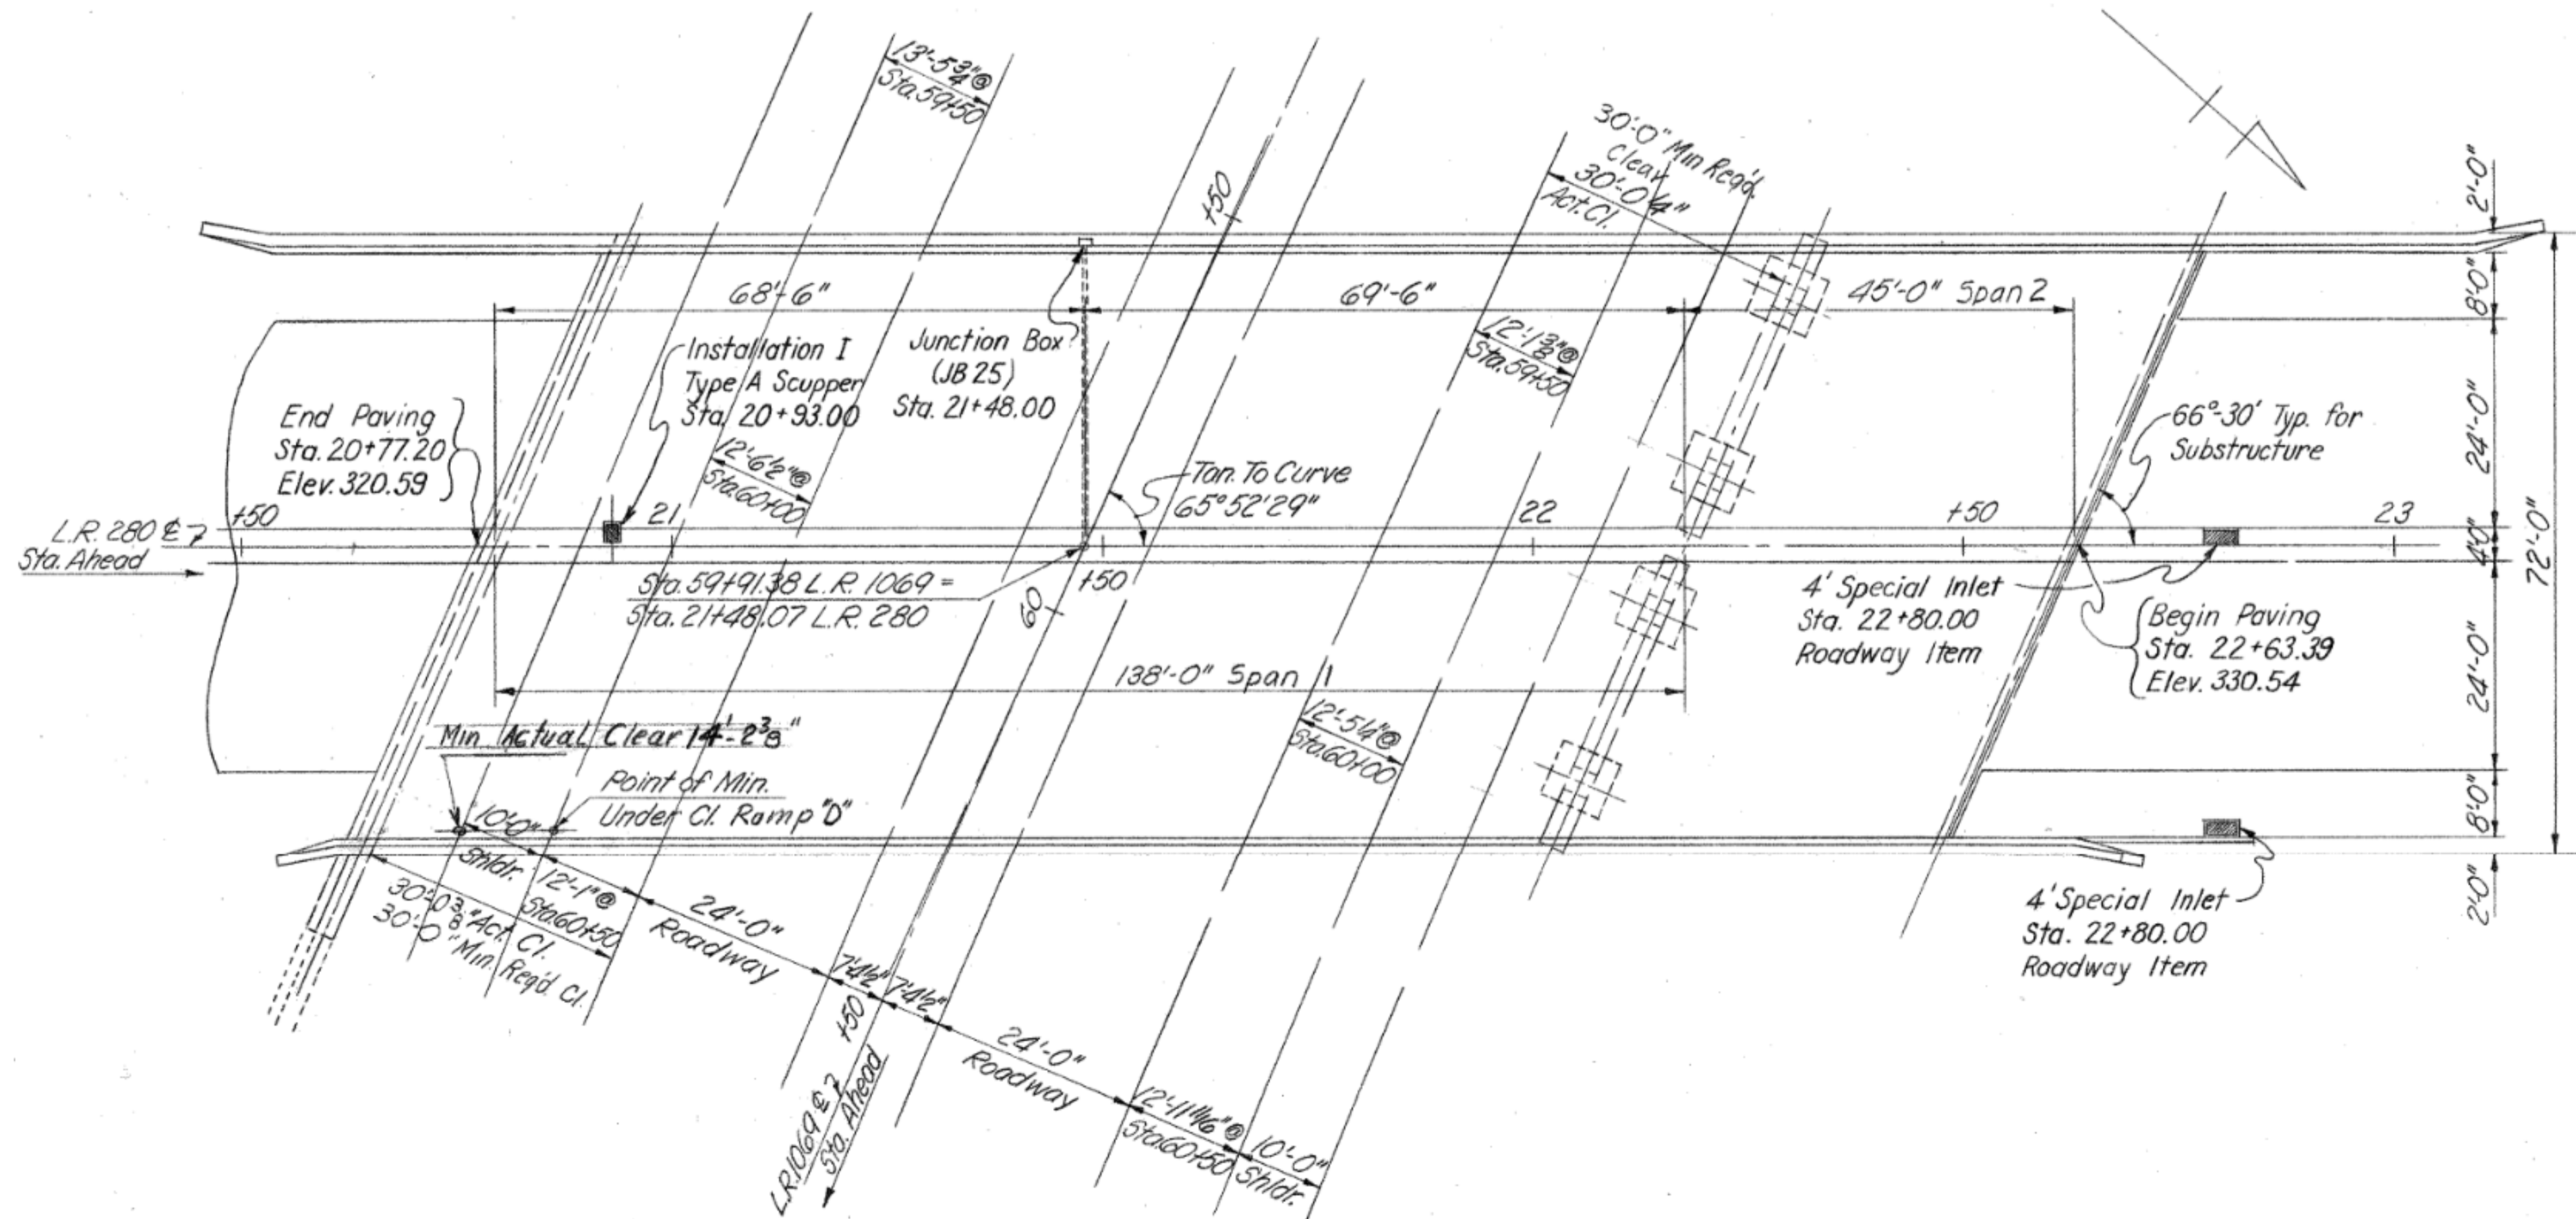 13'-5¾"@
Sta.59+50
30'-0" Min Req'd.
Clear
30'-0¼"
Act. Cl.
+50
2'-0"
68'-6"
69'-6"
45'-0" Span 2
8'-0"
Installation I
Type A Scupper
Sta. 20+93.00
Junction Box
(JB 25)
Sta. 21+48.00
12'-1⅜"@
Sta.59+50
End Paving
Sta. 20+77.20
Elev. 320.59
12'-6½"@
Sta.60+00
Tan. To Curve
65°52'29"
66°-30' Typ. for
Substructure
24'-0"
L.R. 280 ℄
Sta. Ahead
+50
21
22
+50
23
4'-0"
72'-0"
Sta. 59+91.38 L.R. 1069 =
Sta. 21+48.07 L.R. 280
60
+50
4' Special Inlet
Sta. 22+80.00
Roadway Item
Begin Paving
Sta. 22+63.39
Elev. 330.54
24'-0"
138'-0" Span 1
12'-5¼"@
Sta.60+00
Min. Actual Clear 14'-2⅜"
Point of Min.
Under Cl. Ramp "D"
10'-0"
Shldr.
12'-1"@
Sta.60+50
8'-0"
30'-0⅜" Act. Cl.
30'-0" Min. Req'd. Cl.
24'-0"
Roadway
7'-4½"
7'-4½"
+50
L.R. 1069 ℄
Sta. Ahead
24'-0"
Roadway
12'-11⁄16"@
Sta.60+50
10'-0"
Shldr.
4' Special Inlet
Sta. 22+80.00
Roadway Item
2'-0"